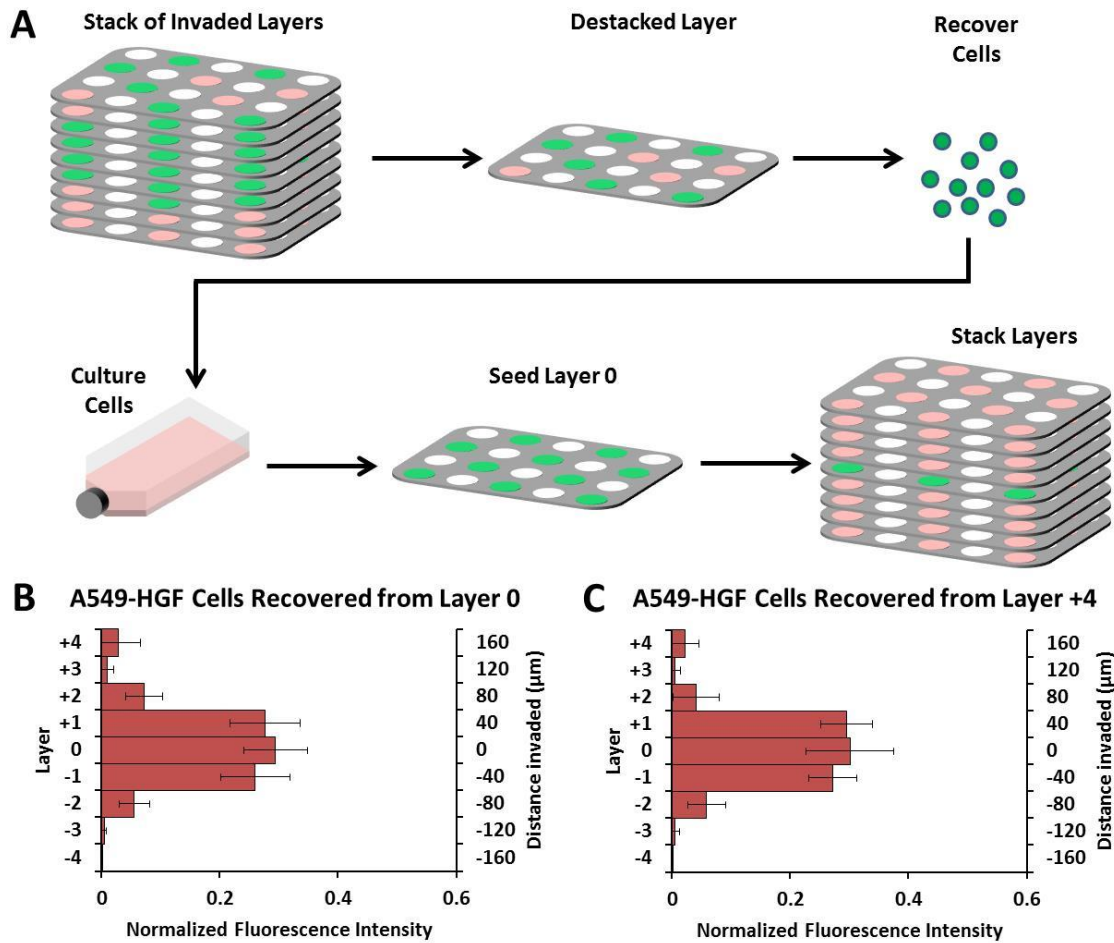 A
Stack of Invaded Layers
Destacked Layer
Recover
Cells
Culture
Cells
Seed Layer 0
Stack Layers
B
A549-HGF Cells Recovered from Layer 0
Layer
+4
+3
+2
+1
0
-1
-2
-3
-4
160
120
80
40
0
-40
-80
-120
-160
Distance invaded (µm)
0
0.2
0.4
0.6
Normalized Fluorescence Intensity
C
A549-HGF Cells Recovered from Layer +4
Layer
+4
+3
+2
+1
0
-1
-2
-3
-4
160
120
80
40
0
-40
-80
-120
-160
Distance invaded (µm)
0
0.2
0.4
0.6
Normalized Fluorescence Intensity